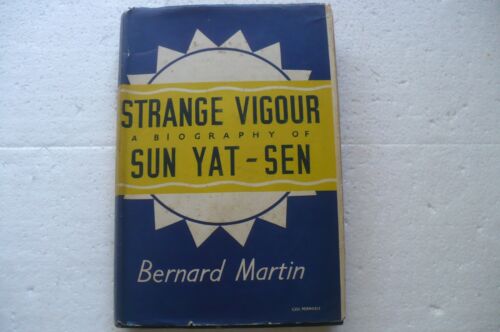 STRANGE VIGOUR
A BIOGRAPHY OF
SUN YAT-SEN
Bernard Martin